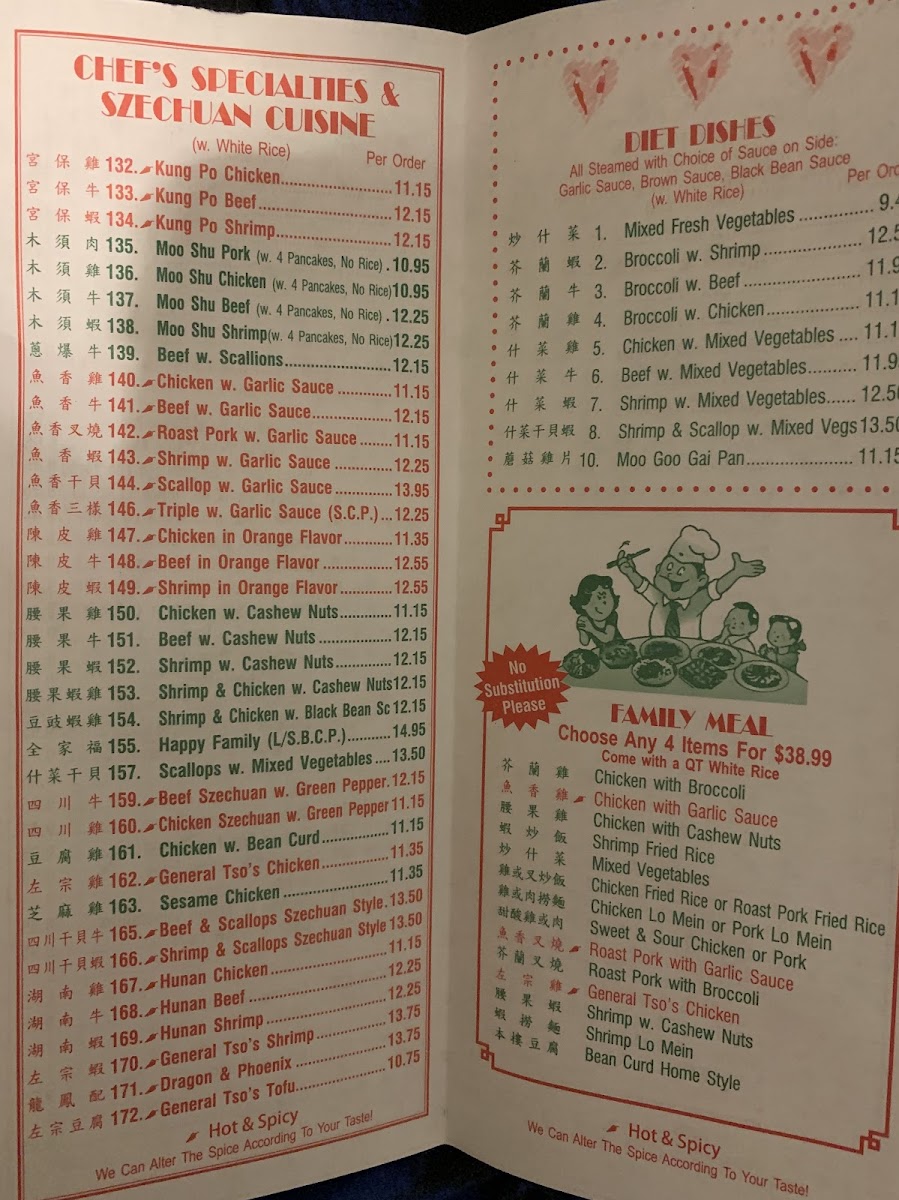 CHEF'S SPECIALTIES &
SZECHUAN CUISINE
(w. White Rice)
Per Order
宮保雞 132. Kung Po Chicken 11.15
宮保牛 133. Kung Po Beef 12.15
宮保蝦 134. Kung Po Shrimp 12.15
木須肉 135. Moo Shu Pork (w. 4 Pancakes, No Rice) . 10.95
木須雞 136. Moo Shu Chicken (w. 4 Pancakes, No Rice) 10.95
木須牛 137. Moo Shu Beef (w. 4 Pancakes, No Rice) . 12.25
木須蝦 138. Moo Shu Shrimp(w. 4 Pancakes, No Rice) 12.25
蔥爆牛 139. Beef w. Scallions 12.15
魚香雞 140. Chicken w. Garlic Sauce 11.15
魚香牛 141. Beef w. Garlic Sauce 12.15
魚香叉燒 142. Roast Pork w. Garlic Sauce 11.15
魚香蝦 143. Shrimp w. Garlic Sauce 12.25
魚香干貝 144. Scallop w. Garlic Sauce 13.95
魚香三樣 146. Triple w. Garlic Sauce (S.C.P.) ... 12.25
陳皮雞 147. Chicken in Orange Flavor 11.35
陳皮牛 148. Beef in Orange Flavor 12.55
陳皮蝦 149. Shrimp in Orange Flavor 12.55
腰果雞 150. Chicken w. Cashew Nuts 11.15
腰果牛 151. Beef w. Cashew Nuts 12.15
腰果蝦 152. Shrimp w. Cashew Nuts 12.15
腰果蝦雞 153. Shrimp & Chicken w. Cashew Nuts 12.15
豆豉蝦雞 154. Shrimp & Chicken w. Black Bean Sc 12.15
全家福 155. Happy Family (L/S.B.C.P.) 14.95
什菜干貝 157. Scallops w. Mixed Vegetables .... 13.50
四川牛 159. Beef Szechuan w. Green Pepper. 12.15
四川雞 160. Chicken Szechuan w. Green Pepper 11.15
豆腐雞 161. Chicken w. Bean Curd 11.15
左宗雞 162. General Tso's Chicken 11.35
芝麻雞 163. Sesame Chicken 11.35
四川干貝牛 165. Beef & Scallops Szechuan Style. 13.50
四川干貝蝦 166. Shrimp & Scallops Szechuan Style 13.50
湖南雞 167. Hunan Chicken 11.15
湖南牛 168. Hunan Beef 12.25
湖南蝦 169. Hunan Shrimp 12.25
左宗蝦 170. General Tso's Shrimp 13.75
龍鳳配 171. Dragon & Phoenix 13.75
左宗豆腐 172. General Tso's Tofu 10.75
Hot & Spicy
We Can Alter The Spice According To Your Taste!
DIET DISHES
All Steamed with Choice of Sauce on Side:
Garlic Sauce, Brown Sauce, Black Bean Sauce
(w. White Rice)
Per
炒什菜 1. Mixed Fresh Vegetables 9.4
芥蘭蝦 2. Broccoli w. Shrimp 12.5
芥蘭牛 3. Broccoli w. Beef 11.9
芥蘭雞 4. Broccoli w. Chicken 11.1
什菜雞 5. Chicken w. Mixed Vegetables .... 11.1
什菜牛 6. Beef w. Mixed Vegetables 11.9
什菜蝦 7. Shrimp w. Mixed Vegetables 12.50
什菜干貝蝦 8. Shrimp & Scallop w. Mixed Vegs 13.50
蘑菇雞片 10. Moo Goo Gai Pan 11.15
No
Substitution
Please
FAMILY MEAL
Choose Any 4 Items For $38.99
Come with a QT White Rice
芥蘭雞 Chicken with Broccoli
魚香雞 Chicken with Garlic Sauce
腰果雞 Chicken with Cashew Nuts
蝦炒飯 Shrimp Fried Rice
炒什菜 Mixed Vegetables
雞或叉炒飯 Chicken Fried Rice or Roast Pork Fried Rice
雞或肉撈麵 Chicken Lo Mein or Pork Lo Mein
甜酸雞或肉 Sweet & Sour Chicken or Pork
魚香叉燒 Roast Pork with Garlic Sauce
芥蘭叉燒 Roast Pork with Broccoli
左宗雞 General Tso's Chicken
腰果蝦 Shrimp w. Cashew Nuts
蝦撈麵 Shrimp Lo Mein
本樓豆腐 Bean Curd Home Style
Hot & Spicy
We Can Alter The Spice According To Your Taste!